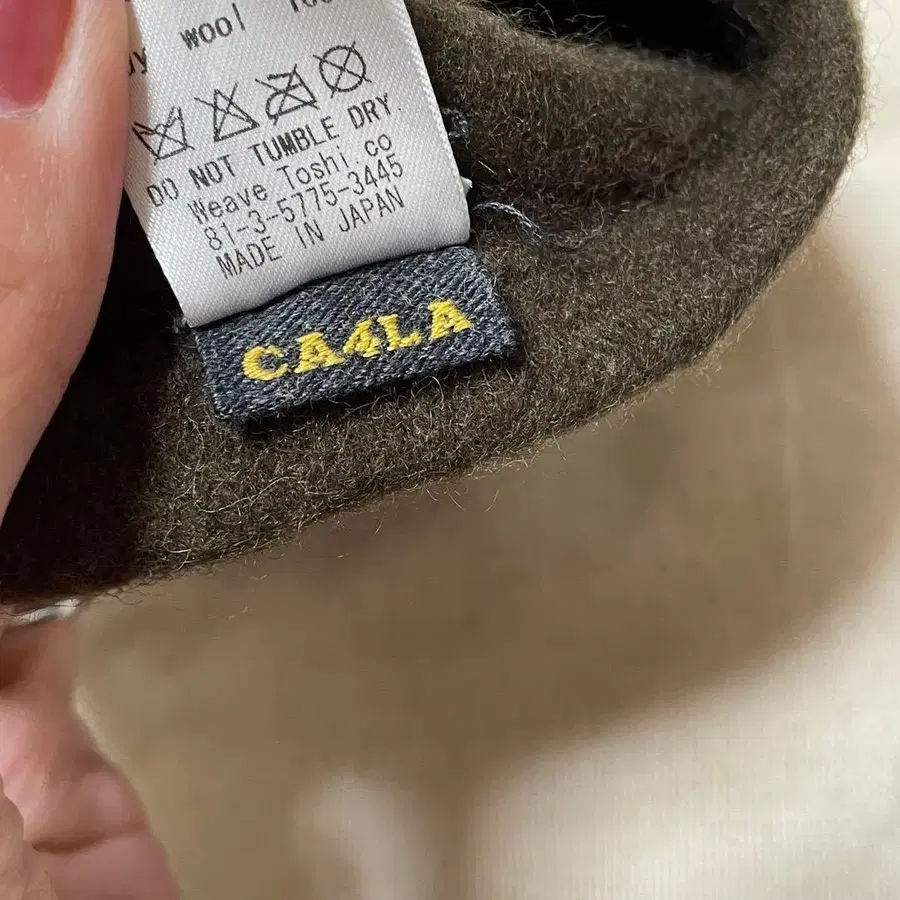 wool
DO NOT TUMBLE DRY.
Weave Toshi.co
81-3-5775-3445
MADE IN JAPAN
CA4LA